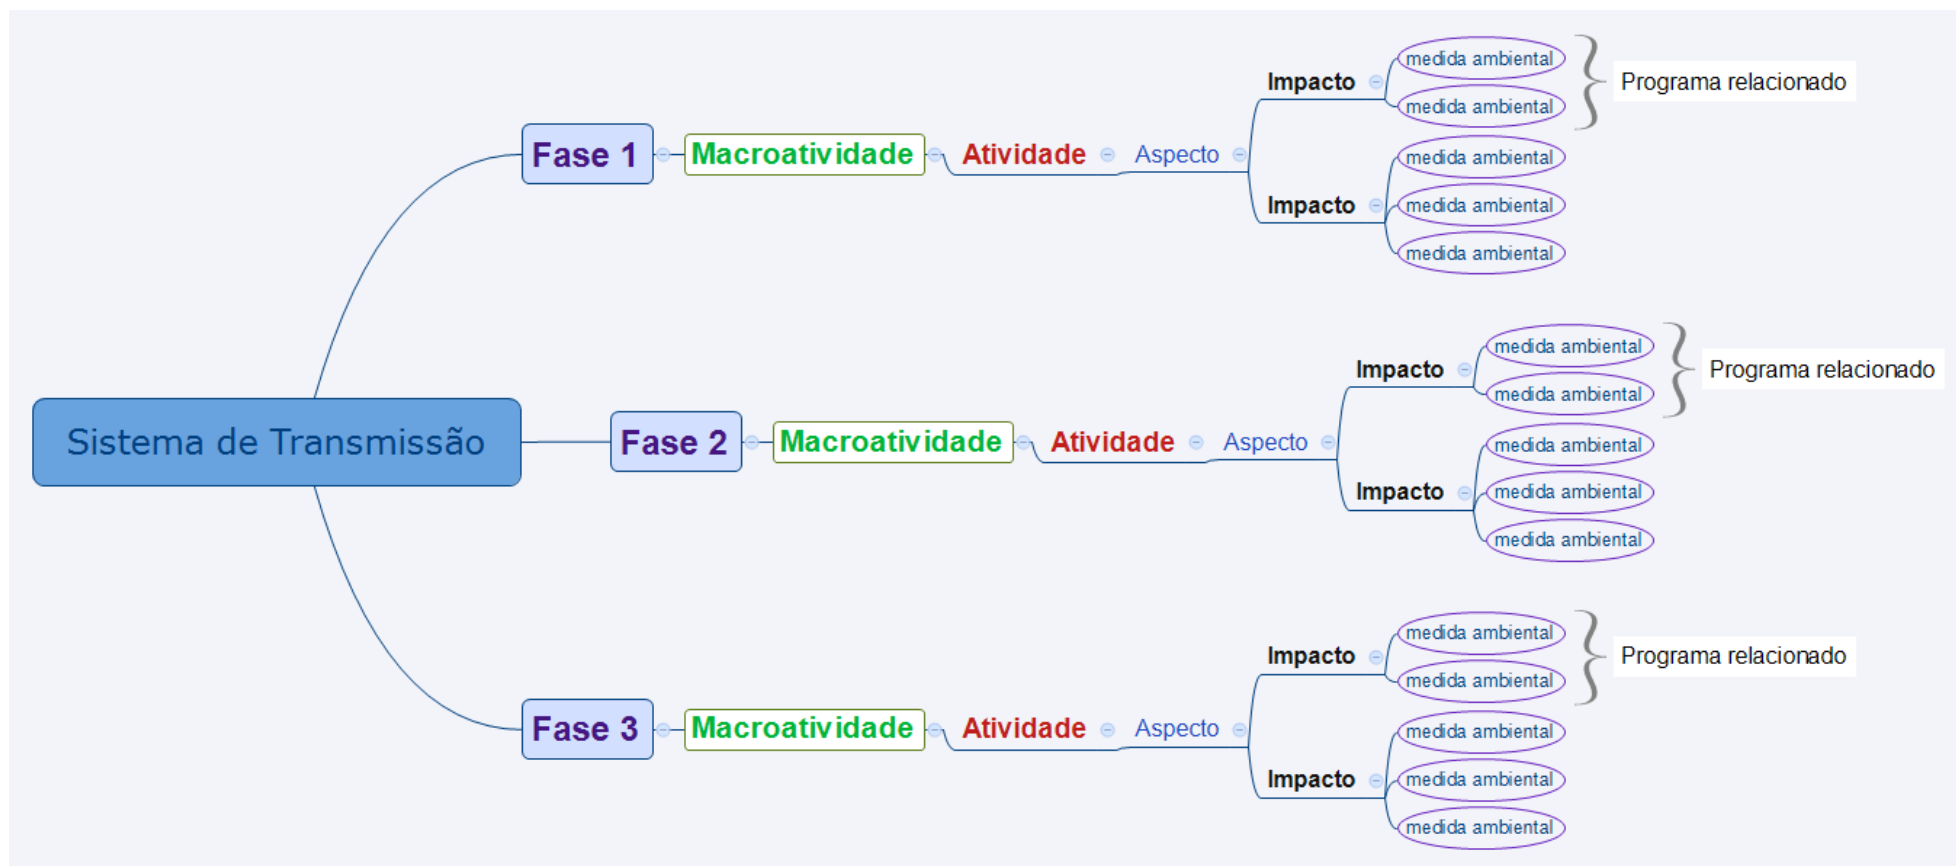 Sistema de Transmissão
Fase 1
Macroatividade
Atividade
Aspecto
Impacto
medida ambiental
medida ambiental
Programa relacionado
Impacto
medida ambiental
medida ambiental
medida ambiental
Fase 2
Macroatividade
Atividade
Aspecto
Impacto
medida ambiental
medida ambiental
Programa relacionado
Impacto
medida ambiental
medida ambiental
medida ambiental
Fase 3
Macroatividade
Atividade
Aspecto
Impacto
medida ambiental
medida ambiental
Programa relacionado
Impacto
medida ambiental
medida ambiental
medida ambiental